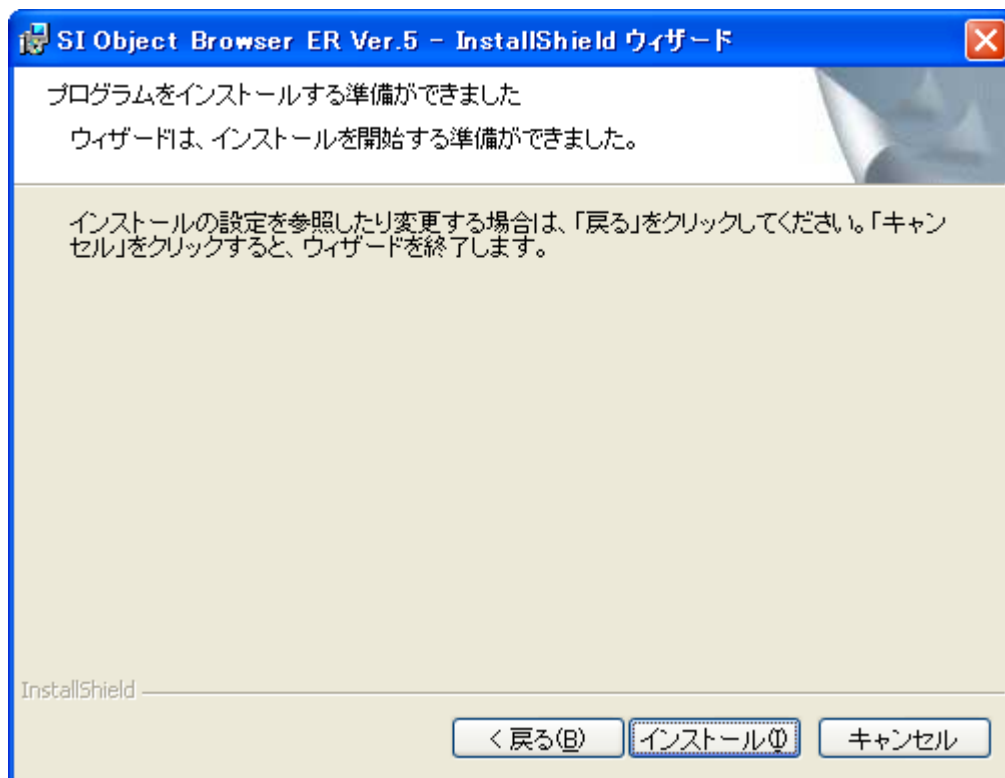 SI Object Browser ER Ver.5 - InstallShield ウィザード
プログラムをインストールする準備ができました
ウィザードは、インストールを開始する準備ができました。
インストールの設定を参照したり変更する場合は、「戻る」をクリックしてください。「キャン
セル」をクリックすると、ウィザードを終了します。
InstallShield
< 戻る(B) インストール(I) キャンセル